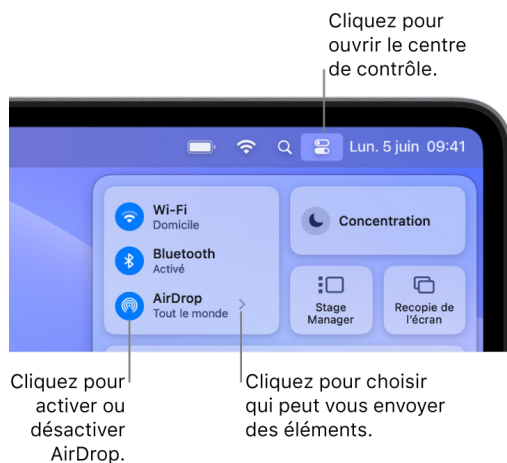 Cliquez pour
ouvrir le centre
de contrôle.
Lun. 5 juin 09:41
Wi-Fi
Domicile
Concentration
Bluetooth
Activé
AirDrop
Tout le monde
Stage
Manager
Recopie de
l'écran
Cliquez pour
activer ou
désactiver
AirDrop.
Cliquez pour choisir
qui peut vous envoyer
des éléments.